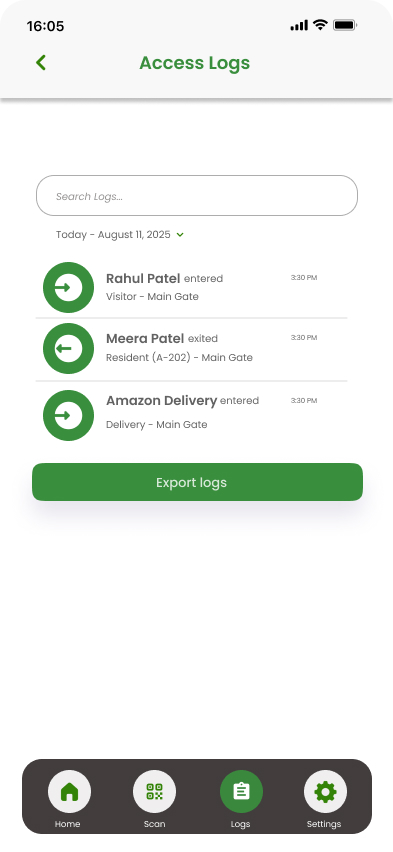 16:05
Access Logs
Search Logs...
Today - August 11, 2025
Rahul Patel entered 3:30 PM
Visitor - Main Gate
Meera Patel exited 3:30 PM
Resident (A-202) - Main Gate
Amazon Delivery entered 3:30 PM
Delivery - Main Gate
Export logs
Home Scan Logs Settings